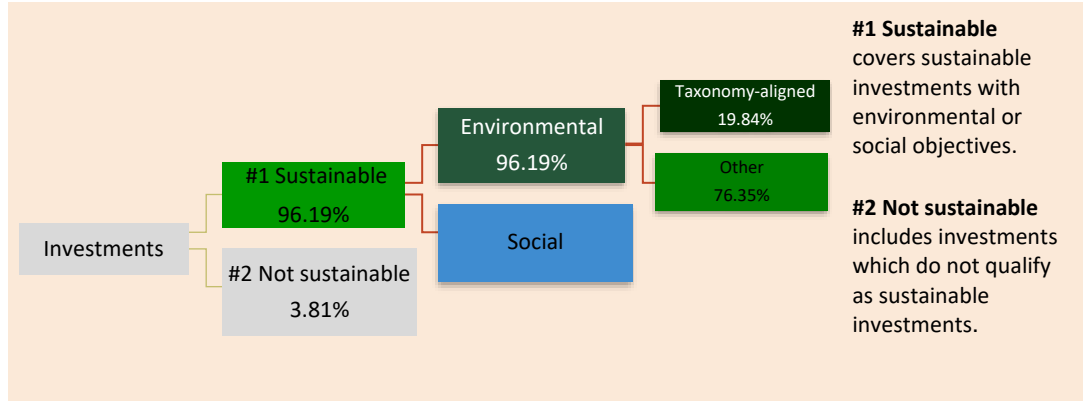 Investments
#1 Sustainable
96.19%
#2 Not sustainable
3.81%
Environmental
96.19%
Social
Taxonomy-aligned
19.84%
Other
76.35%
#1 Sustainable
covers sustainable
investments with
environmental or
social objectives.
#2 Not sustainable
includes investments
which do not qualify
as sustainable
investments.